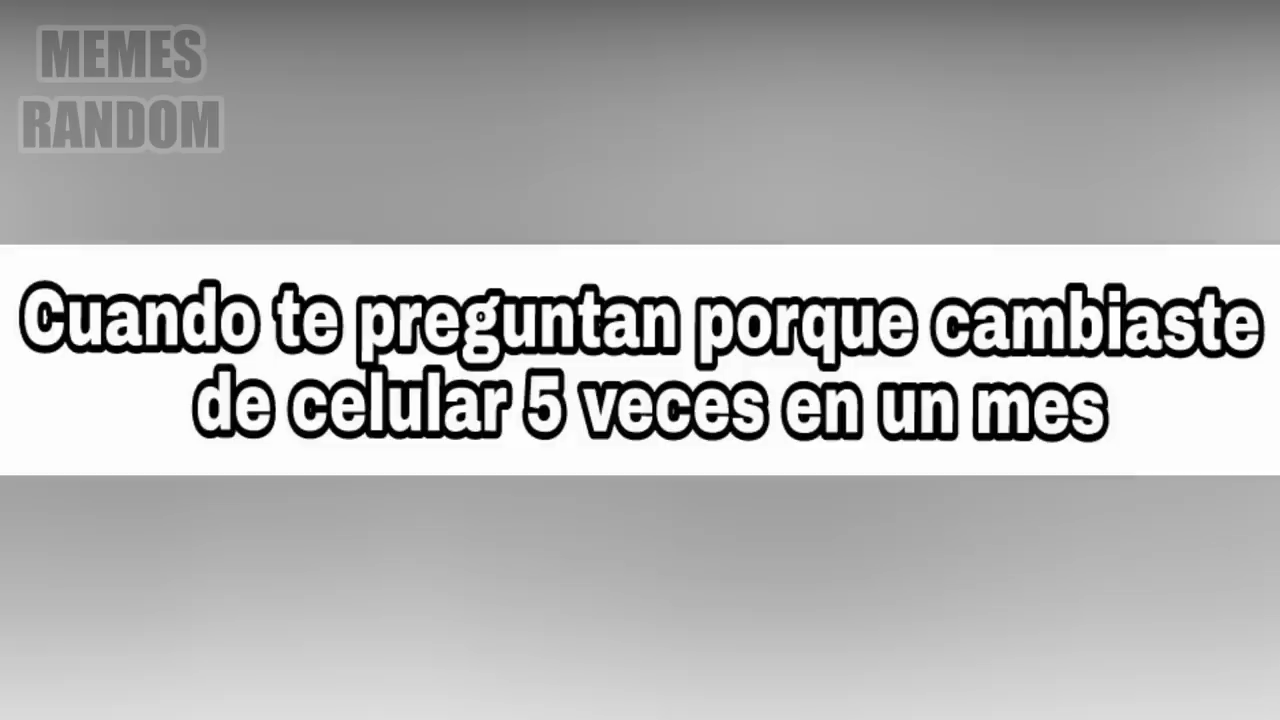 MEMES
RANDOM
Cuando te preguntan porque cambiaste
de celular 5 veces en un mes